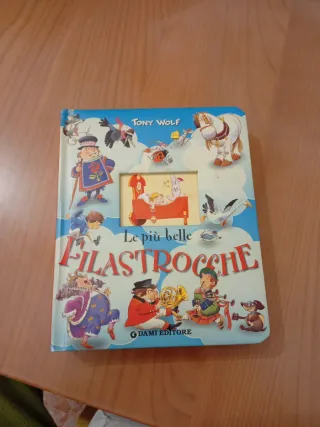 TONY WOLF
Le più belle
FILASTROCCHE
DAMI EDITORE